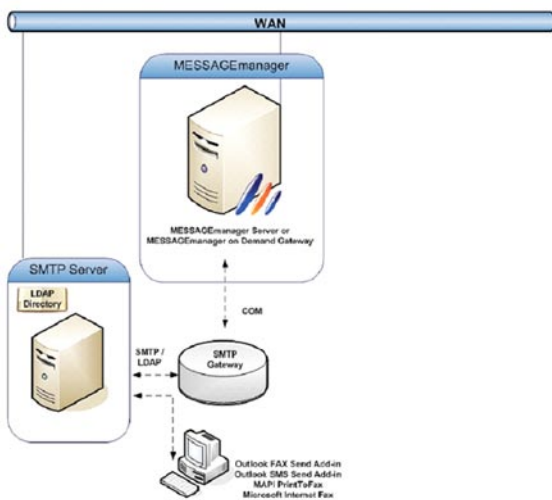 WAN
MESSAGEmanager
MESSAGEmanager Server or
MESSAGEmanager on Demand Gateway
SMTP Server
LDAP
Directory
COM
SMTP /
LDAP
SMTP
Gateway
Outlook FAX Send Add-in
Outlook SMS Send Add-in
MAPI PrintToFax
Microsoft Internet Fax